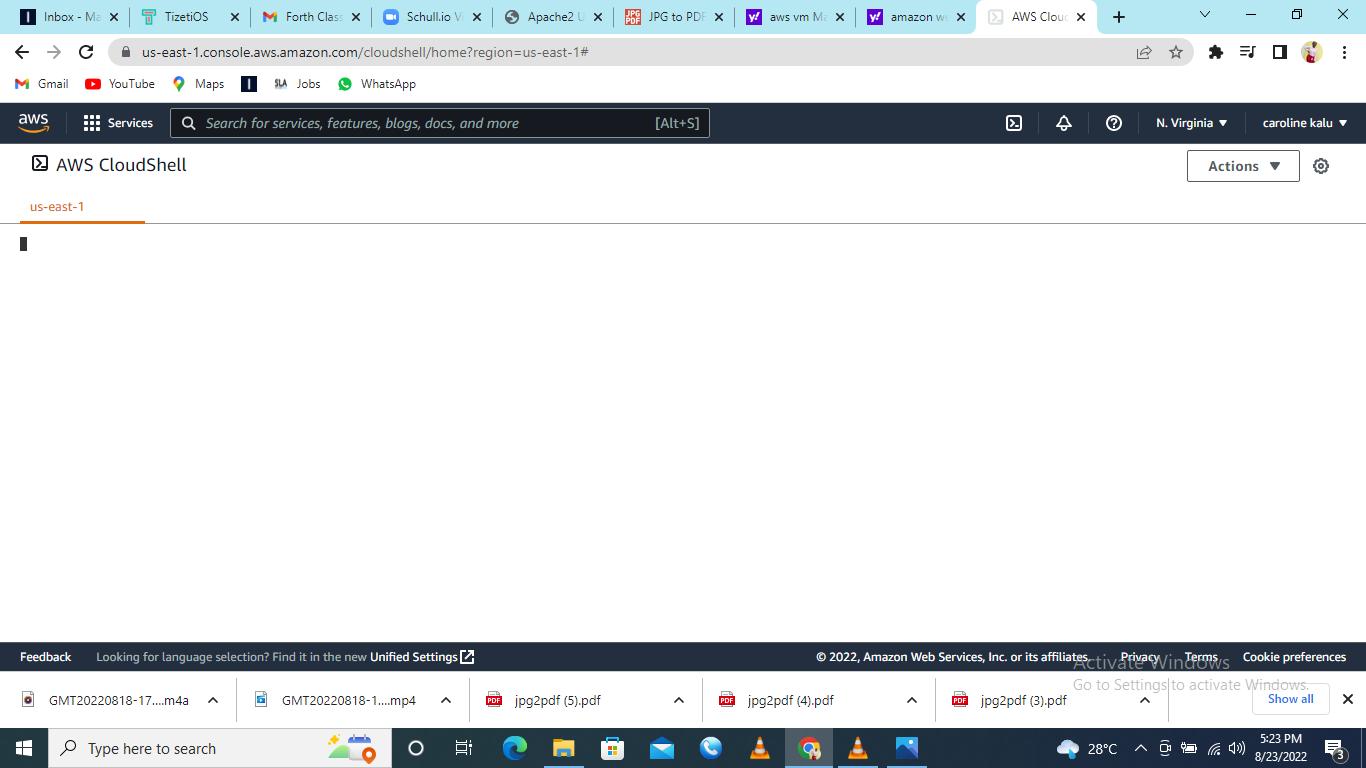 Inbox - Ma
TizetiOS
Forth Class
Schull.io Vi
Apache2 U
JPG to PDF
aws vm Ma
amazon we
AWS Cloud
us-east-1.console.aws.amazon.com/cloudshell/home?region=us-east-1#
Gmail
YouTube
Maps
SLA
Jobs
WhatsApp
aws
Services
Search for services, features, blogs, docs, and more
[Alt+S]
N. Virginia
caroline kalu
AWS CloudShell
Actions
us-east-1
Feedback
Looking for language selection? Find it in the new Unified Settings
© 2022, Amazon Web Services, Inc. or its affiliates.
Privacy
Terms
Cookie preferences
Activate Windows
Go to Settings to activate Windows.
GMT20220818-17....m4a
GMT20220818-1....mp4
jpg2pdf (5).pdf
jpg2pdf (4).pdf
jpg2pdf (3).pdf
Show all
Type here to search
28°C
5:23 PM
8/23/2022
3